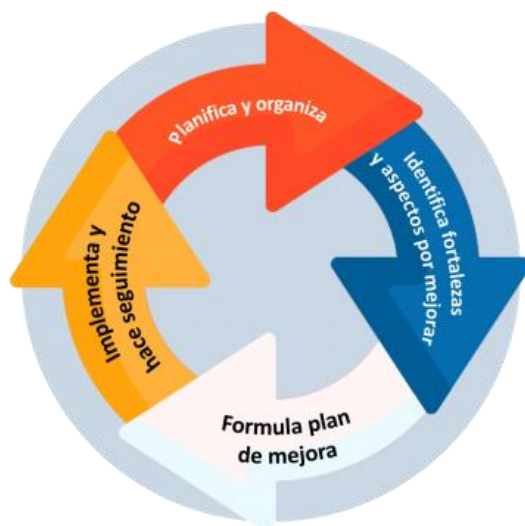 Planifica y organiza
Identifica fortalezas
y aspectos por mejorar
Formula plan
de mejora
Implementa y
hace seguimiento